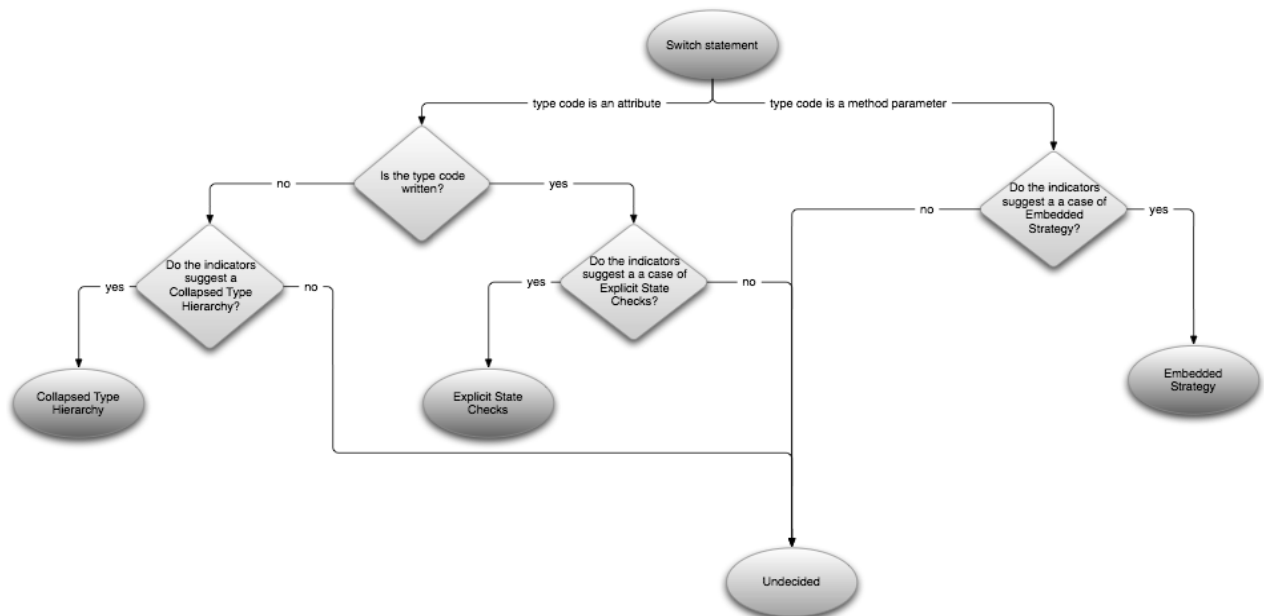 Switch statement
type code is an attribute
type code is a method parameter
Is the type code
written?
no
yes
Do the indicators
suggest a a case of
Embedded
Strategy?
no
yes
Do the indicators
suggest a
Collapsed Type
Hierarchy?
yes
no
Do the indicators
suggest a a case of
Explicit State
Checks?
yes
no
Collapsed Type
Hierarchy
Explicit State
Checks
Embedded
Strategy
Undecided